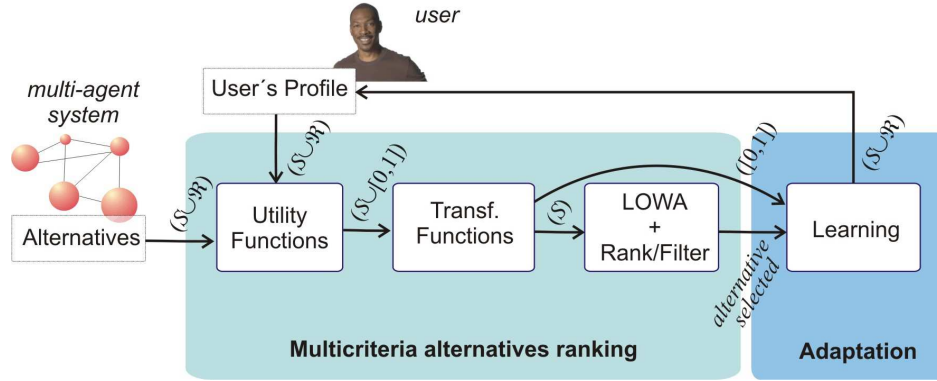 user
multi-agent
system
User´s Profile
Alternatives
(S∪ℜ)
(S∪ℜ)
Utility
Functions
(S∪[0,1])
Transf.
Functions
(S)
([0,1])
LOWA
+
Rank/Filter
alternative
selected
(S∪ℜ)
Learning
Multicriteria alternatives ranking
Adaptation